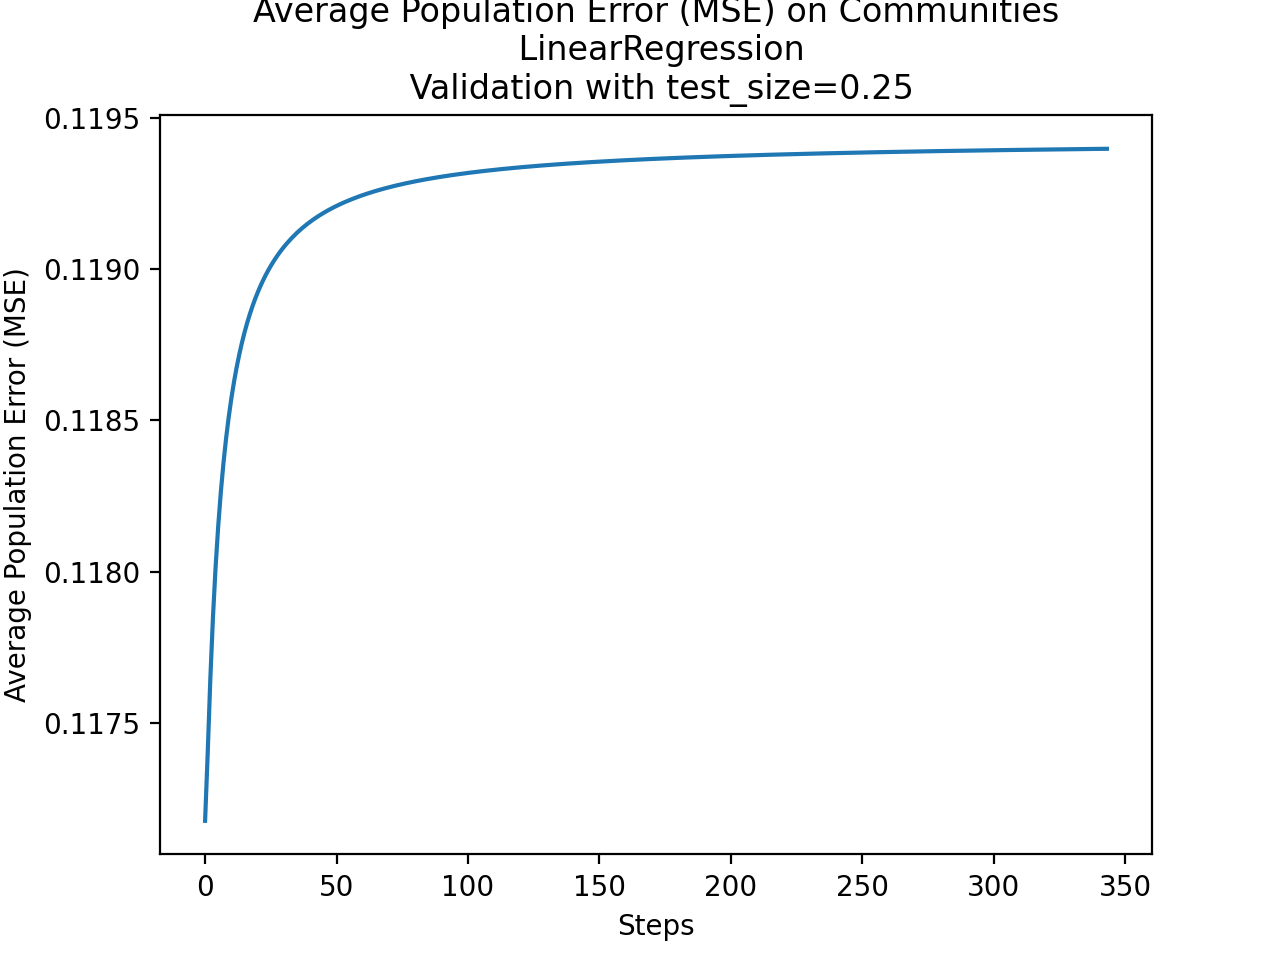 Average Population Error (MSE) on Communities
LinearRegression
Validation with test_size=0.25
0.1195
0.1190
0.1185
0.1180
0.1175
Average Population Error (MSE)
0 50 100 150 200 250 300 350
Steps